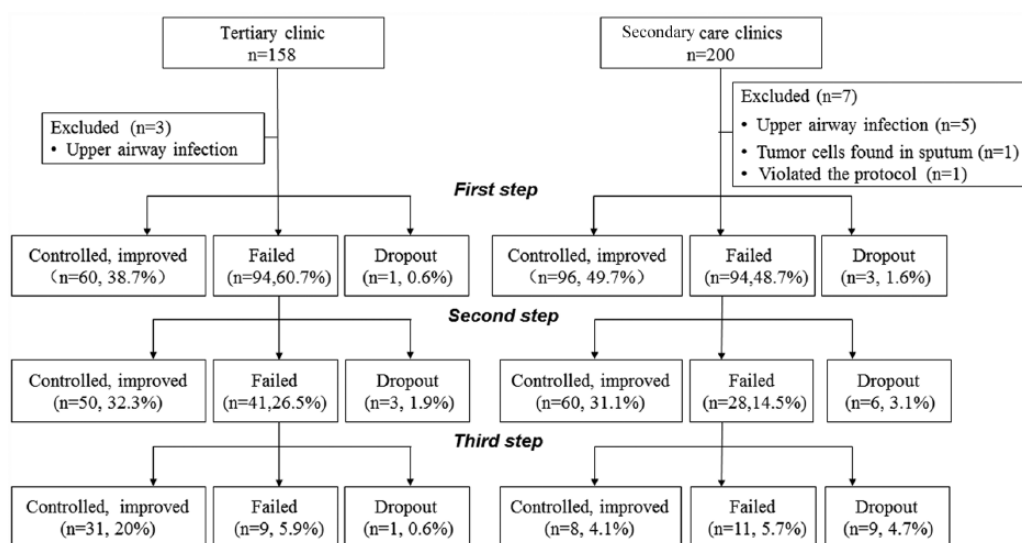 Tertiary clinic
n=158
Secondary care clinics
n=200
Excluded (n=3)
• Upper airway infection
Excluded (n=7)
• Upper airway infection (n=5)
• Tumor cells found in sputum (n=1)
• Violated the protocol (n=1)
First step
Controlled, improved
(n=60, 38.7%)
Failed
(n=94,60.7%)
Dropout
(n=1, 0.6%)
Controlled, improved
(n=96, 49.7%)
Failed
(n=94,48.7%)
Dropout
(n=3, 1.6%)
Second step
Controlled, improved
(n=50, 32.3%)
Failed
(n=41,26.5%)
Dropout
(n=3, 1.9%)
Controlled, improved
(n=60, 31.1%)
Failed
(n=28,14.5%)
Dropout
(n=6, 3.1%)
Third step
Controlled, improved
(n=31, 20%)
Failed
(n=9, 5.9%)
Dropout
(n=1, 0.6%)
Controlled, improved
(n=8, 4.1%)
Failed
(n=11, 5.7%)
Dropout
(n=9, 4.7%)